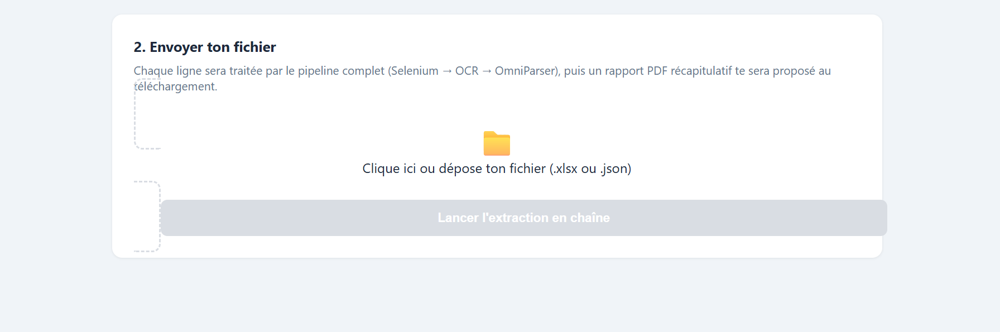 2. Envoyer ton fichier
Chaque ligne sera traitée par le pipeline complet (Selenium → OCR → OmniParser), puis un rapport PDF récapitulatif te sera proposé au
téléchargement.
Clique ici ou dépose ton fichier (.xlsx ou .json)
Lancer l'extraction en chaîne